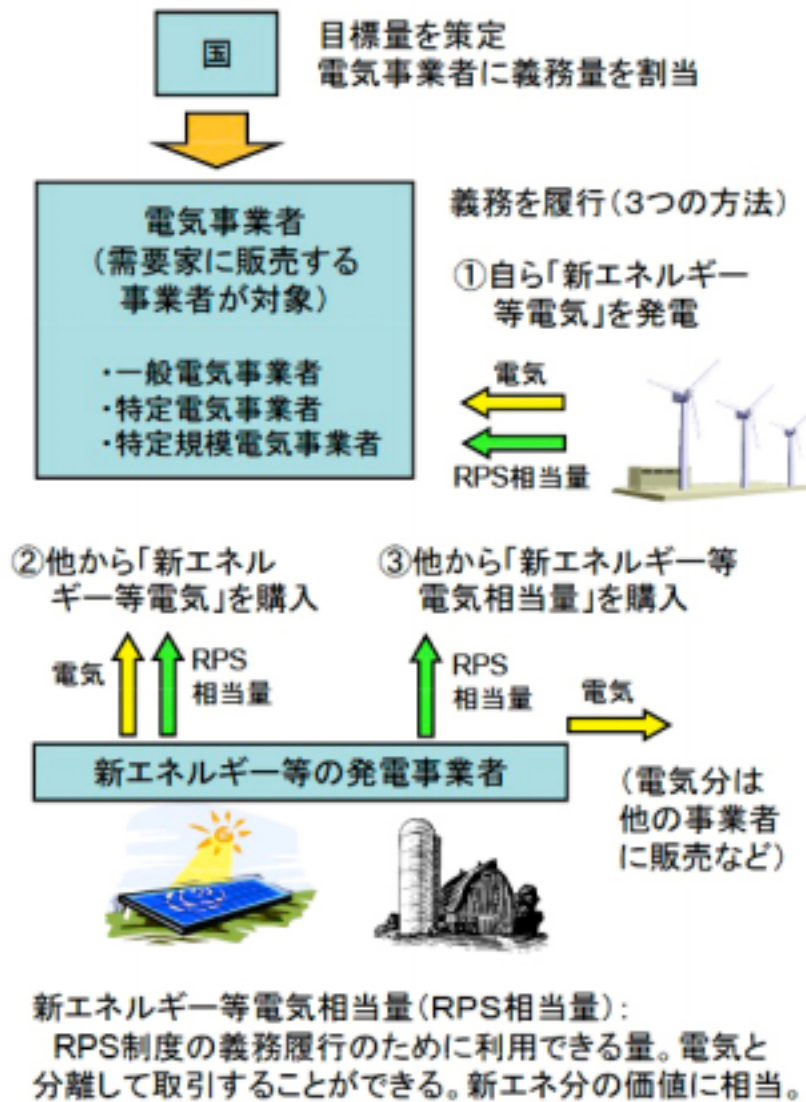 国
目標量を策定
電気事業者に義務量を割当
電気事業者
(需要家に販売する
事業者が対象)
・一般電気事業者
・特定電気事業者
・特定規模電気事業者
義務を履行(3つの方法)
①自ら「新エネルギー
等電気」を発電
電気
RPS相当量
②他から「新エネル
ギー等電気」を購入
電気
RPS
相当量
③他から「新エネルギー等
電気相当量」を購入
RPS
相当量
電気
新エネルギー等の発電事業者
(電気分は
他の事業者
に販売など)
新エネルギー等電気相当量(RPS相当量):
RPS制度の義務履行のために利用できる量。電気と
分離して取引することができる。新エネ分の価値に相当。